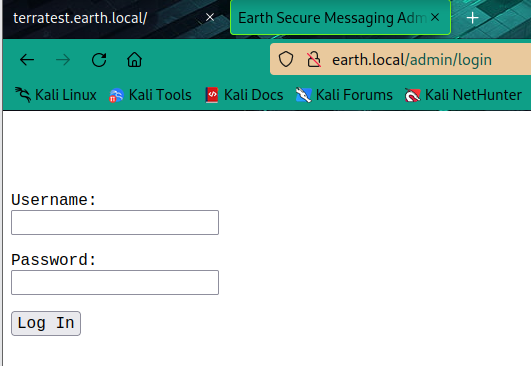 terratest.earth.local/
Earth Secure Messaging Adm
earth.local/admin/login
Kali Linux Kali Tools Kali Docs Kali Forums Kali NetHunter
Username:
Password:
Log In